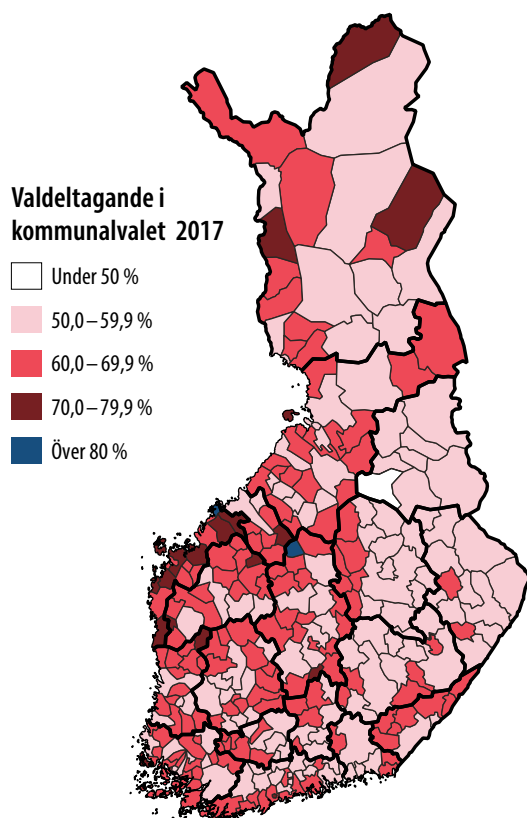 Valdeltagande i
kommunalvalet 2017
Under 50 %
50,0–59,9 %
60,0–69,9 %
70,0–79,9 %
Över 80 %